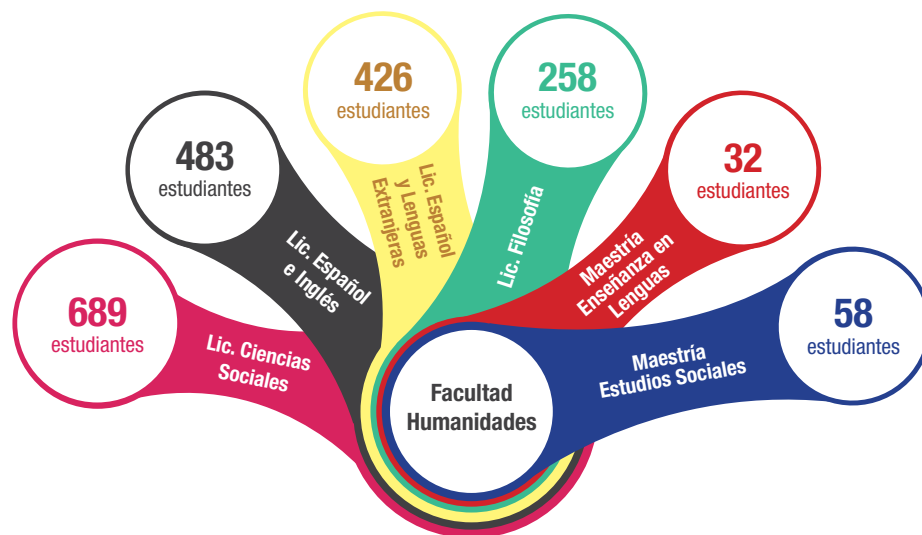 689
estudiantes
Lic. Ciencias
Sociales
483
estudiantes
Lic. Español
e Inglés
426
estudiantes
Lic. Español
y Lenguas
Extranjeras
258
estudiantes
Lic. Filosofía
32
estudiantes
Maestría
Enseñanza en
Lenguas
58
estudiantes
Maestría
Estudios Sociales
Facultad
Humanidades